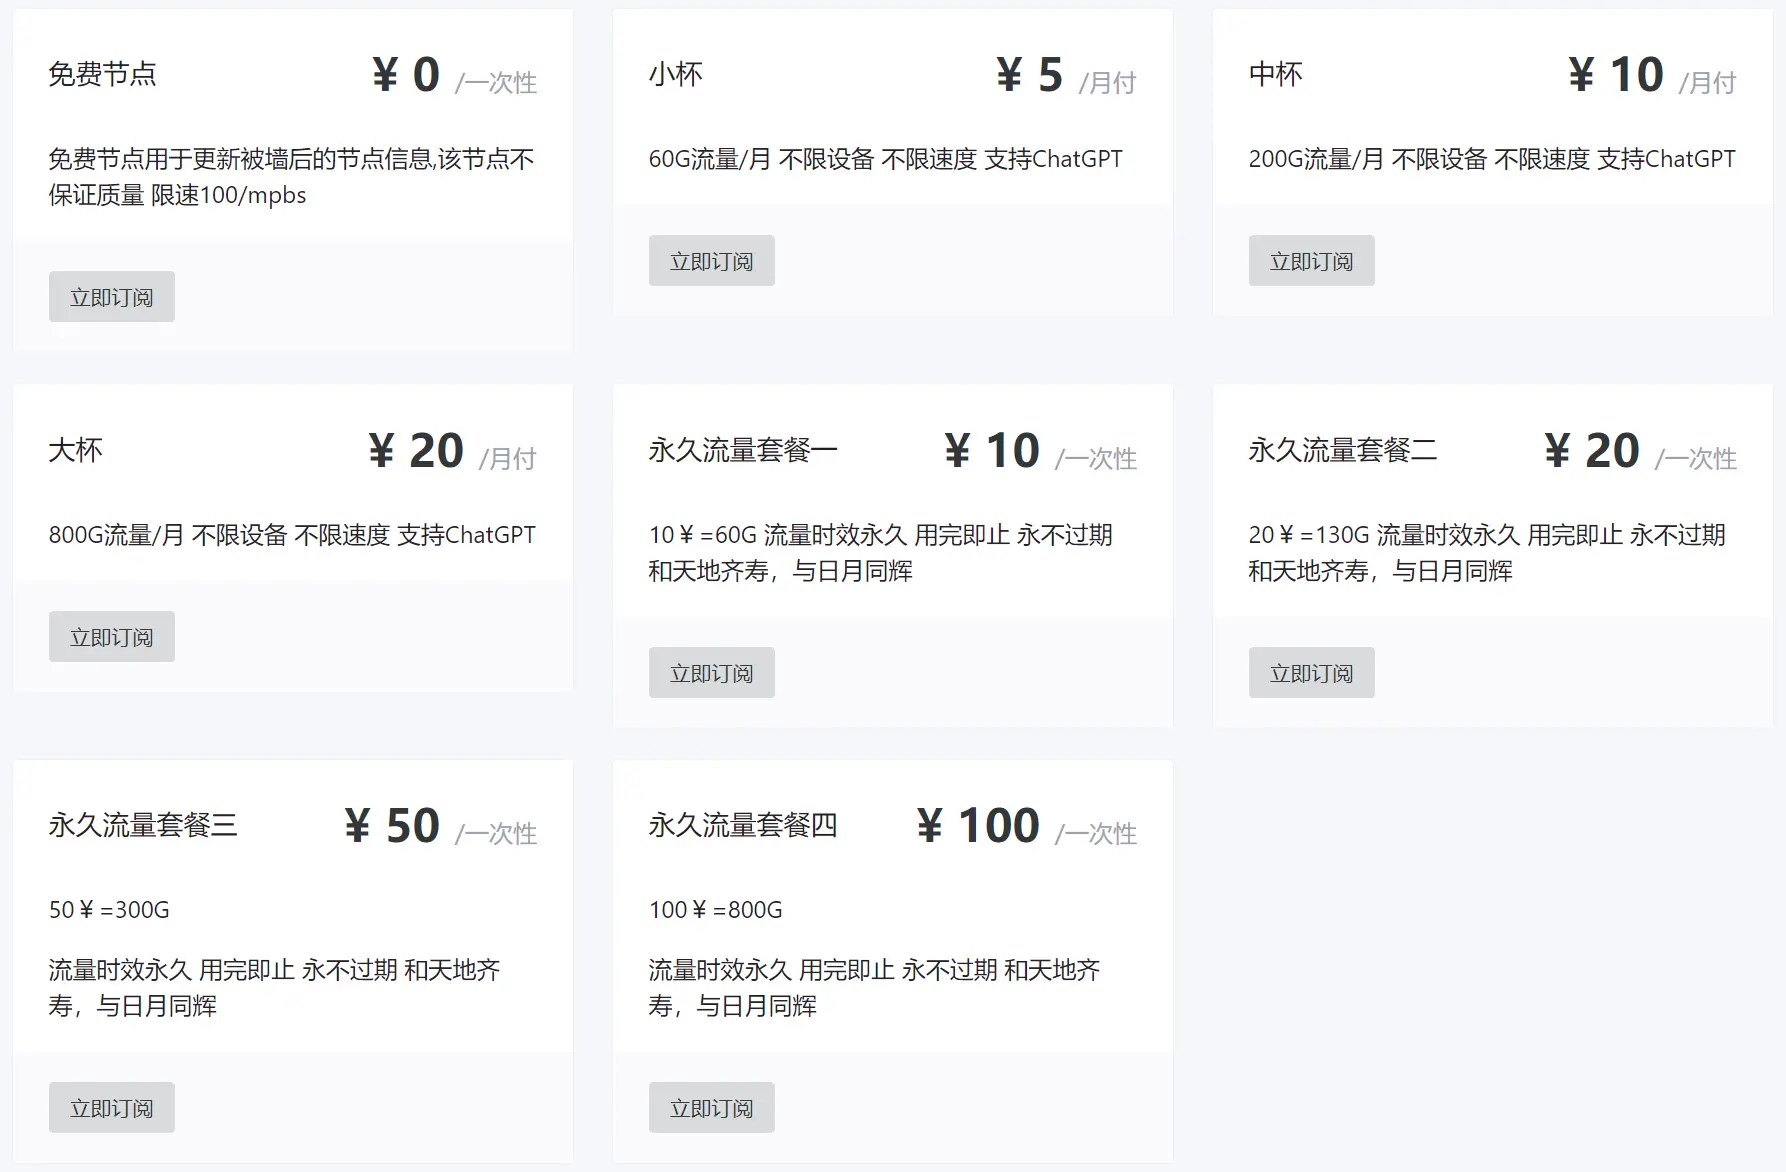 免费节点
¥ 0 /一次性
免费节点用于更新被墙后的节点信息,该节点不
保证质量 限速100/mpbs
立即订阅
小杯
¥ 5 /月付
60G流量/月 不限设备 不限速度 支持ChatGPT
立即订阅
中杯
¥ 10 /月付
200G流量/月 不限设备 不限速度 支持ChatGPT
立即订阅
大杯
¥ 20 /月付
800G流量/月 不限设备 不限速度 支持ChatGPT
立即订阅
永久流量套餐一
¥ 10 /一次性
10￥=60G 流量时效永久 用完即止 永不过期
和天地齐寿，与日月同辉
立即订阅
永久流量套餐二
¥ 20 /一次性
20￥=130G 流量时效永久 用完即止 永不过期
和天地齐寿，与日月同辉
立即订阅
永久流量套餐三
¥ 50 /一次性
50￥=300G
流量时效永久 用完即止 永不过期 和天地齐
寿，与日月同辉
立即订阅
永久流量套餐四
¥ 100 /一次性
100￥=800G
流量时效永久 用完即止 永不过期 和天地齐
寿，与日月同辉
立即订阅